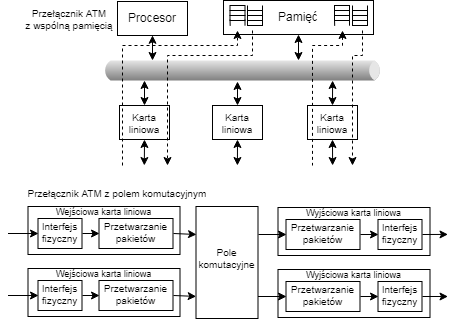 Przełącznik ATM
z wspólną pamięcią
Procesor
Pamięć
Karta
liniowa
Karta
liniowa
Karta
liniowa
Przełącznik ATM z polem komutacyjnym
Wejściowa karta liniowa
Interfejs
fizyczny
Przetwarzanie
pakietów
Pole
komutacyjne
Wyjściowa karta liniowa
Przetwarzanie
pakietów
Interfejs
fizyczny
Wejściowa karta liniowa
Interfejs
fizyczny
Przetwarzanie
pakietów
Wyjściowa karta liniowa
Przetwarzanie
pakietów
Interfejs
fizyczny